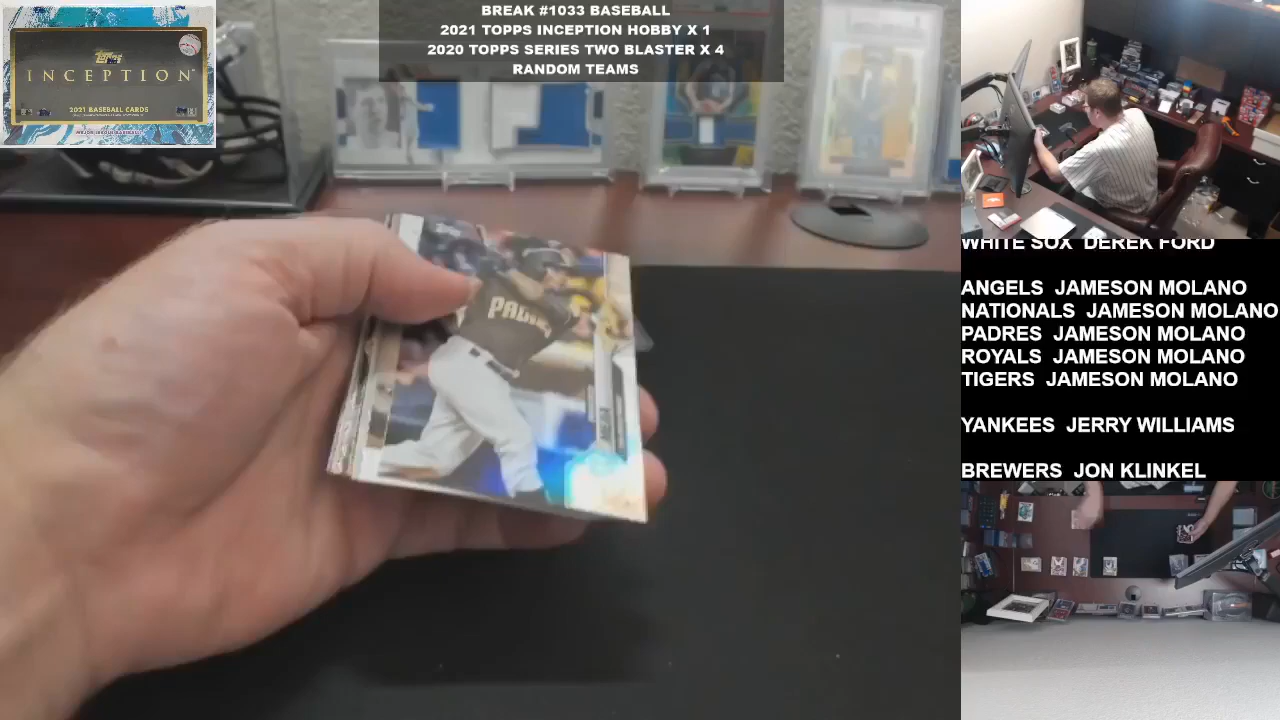 BREAK #1033 BASEBALL
2021 TOPPS INCEPTION HOBBY X 1
2020 TOPPS SERIES TWO BLASTER X 4
RANDOM TEAMS
Topps
INCEPTION
2021 BASEBALL CARDS
WHITE SOX DEREK FORD
ANGELS JAMESON MOLANO
NATIONALS JAMESON MOLANO
PADRES JAMESON MOLANO
ROYALS JAMESON MOLANO
TIGERS JAMESON MOLANO
YANKEES JERRY WILLIAMS
BREWERS JON KLINKEL